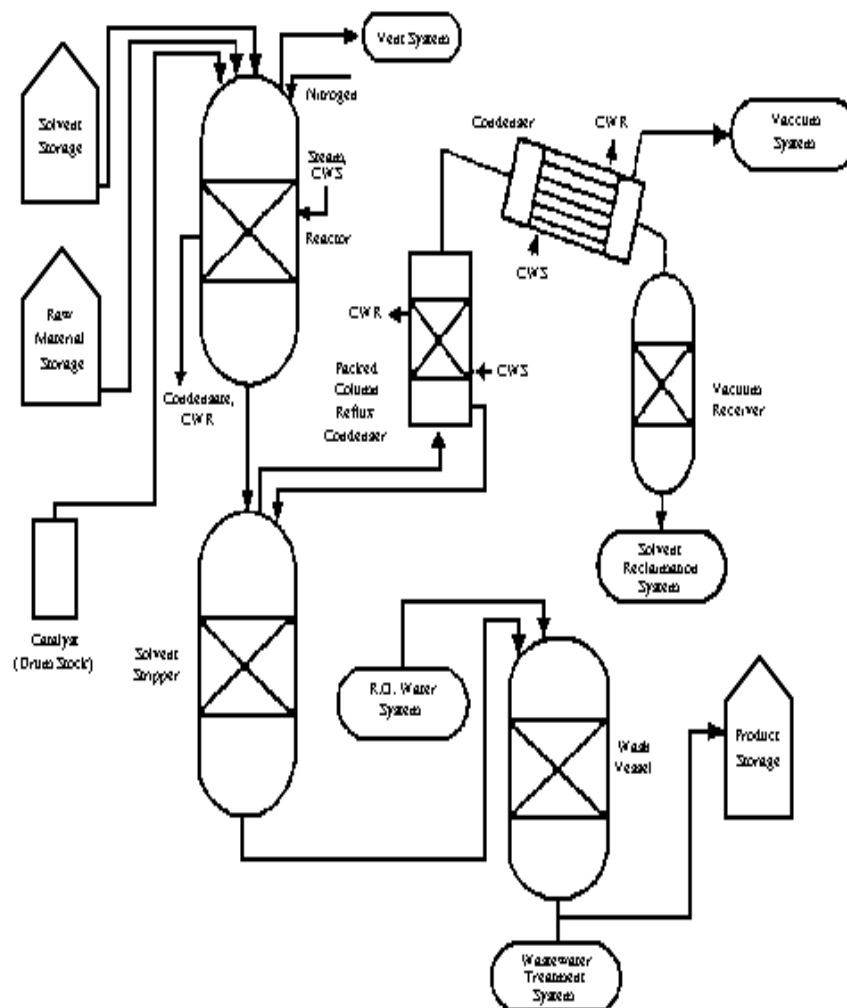 Vent System
Nitrogen
Solvent
Storage
Steam,
CWS
Reactor
Condenser
CWR
Vaccum
System
CWS
Raw
Material
Storage
Condensate,
CWR
CWR
CWS
Packed
Column
Reflux
Condenser
Vacuum
Receiver
Solvent
Reclamation
System
Catalyst
(Drum Stock)
Solvent
Stripper
R.O. Water
System
Wash
Vessel
Product
Storage
Wastewater
Treatment
System